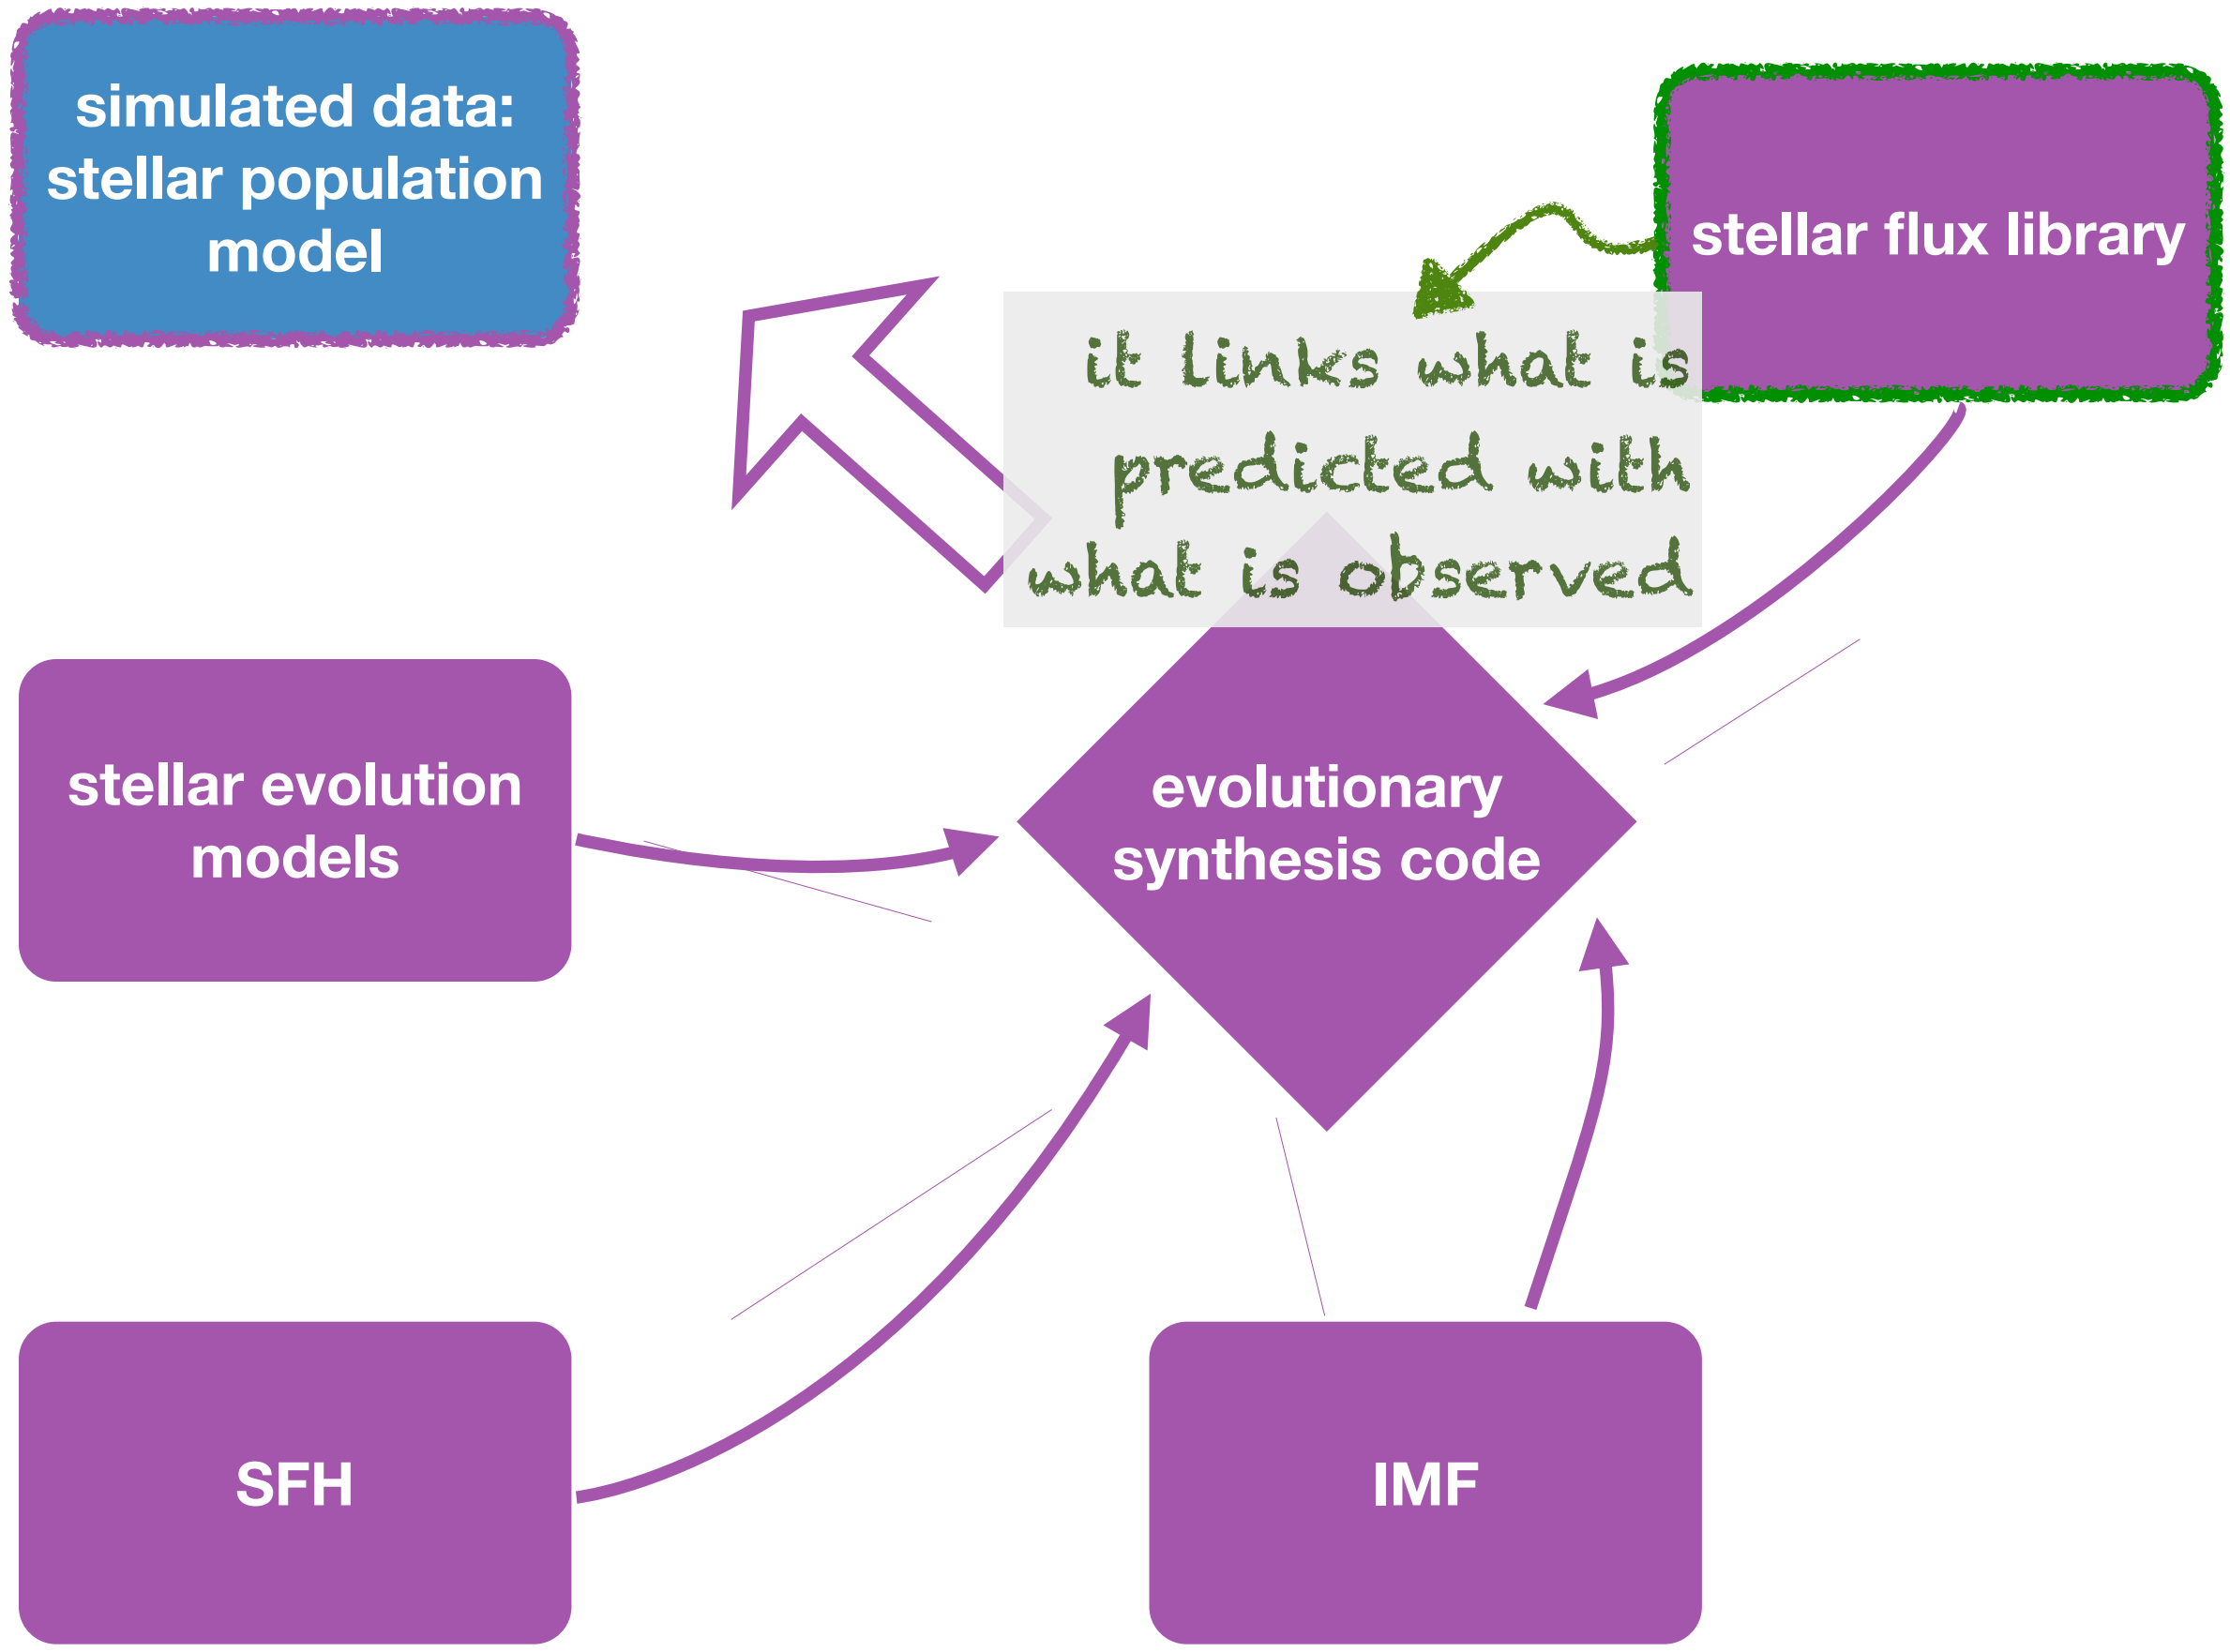 simulated data:
stellar population
model
stellar flux library
it links what is
predicted with
what is observed
stellar evolution
models
evolutionary
synthesis code
SFH
IMF